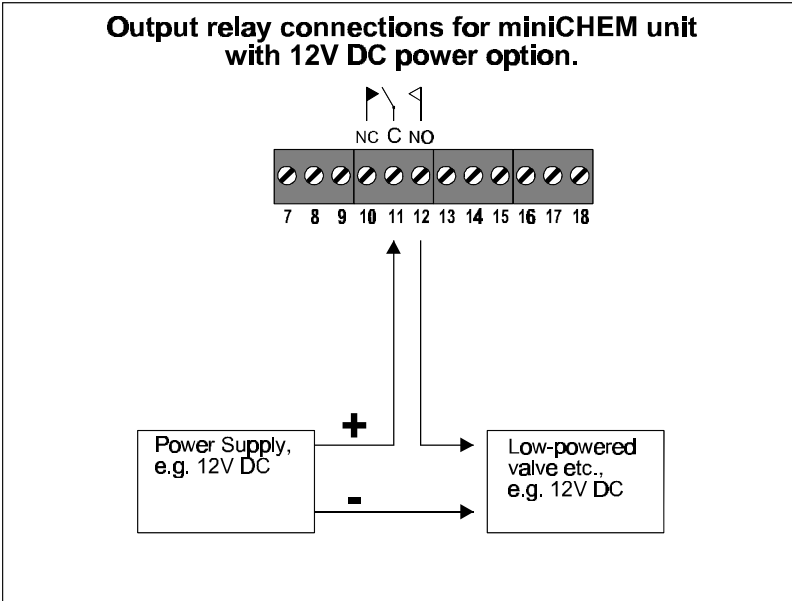 Output relay connections for miniCHEM unit
with 12V DC power option.
NC C NO
7 8 9 10 11 12 13 14 15 16 17 18
+
Power Supply,
e.g. 12V DC
-
Low-powered
valve etc.,
e.g. 12V DC